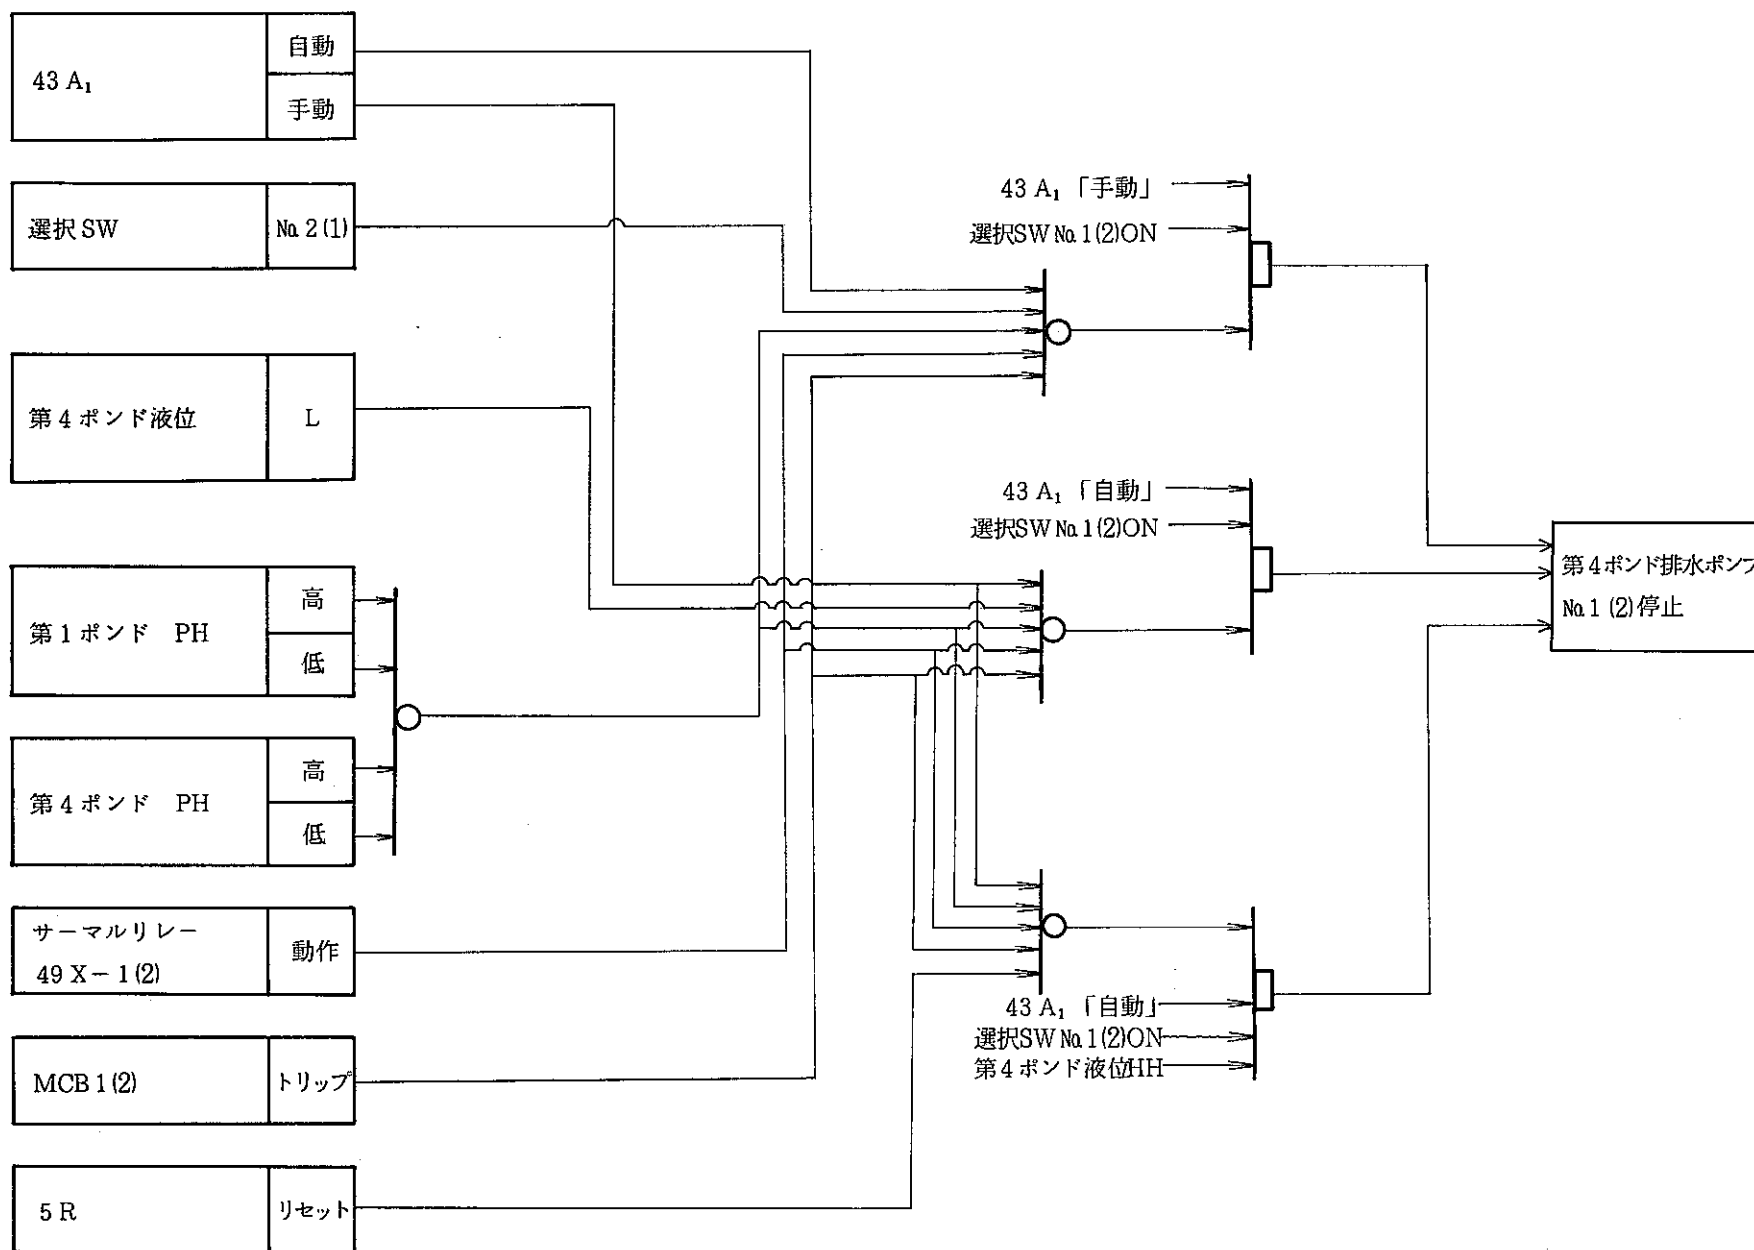 43 A₁
自動
手動
選択 SW
№ 2 (1)
第 4 ポンド液位
L
第 1 ポンド PH
高
低
第 4 ポンド PH
高
低
サーマルリレー
49 X － 1 (2)
動作
MCB 1 (2)
トリップ
5 R
リセット
43 A₁ 「手動」
選択SW № 1 (2) ON
43 A₁ 「自動」
選択SW № 1 (2) ON
43 A₁ 「自動」
選択SW № 1 (2) ON
第 4 ポンド液位HH
第 4 ポンド排水ポンプ
№ 1 (2) 停止